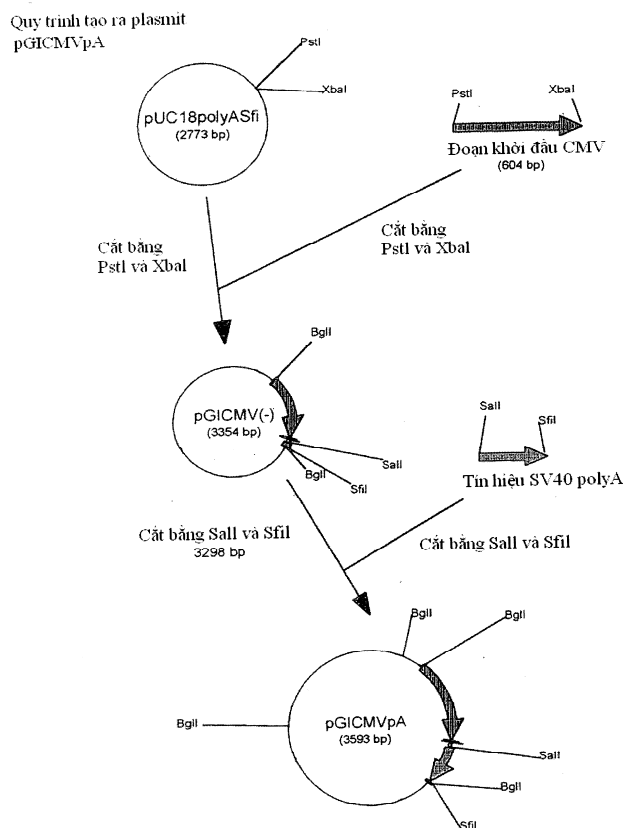 Quy trình tạo ra plasmit
pGICMVpA
PstI
XbaI
pUC18polyASfi
(2773 bp)
PstI
XbaI
Đoạn khởi đầu CMV
(604 bp)
Cắt bằng
PstI và XbaI
Cắt bằng
PstI và XbaI
BglI
pGICMV(-)
(3354 bp)
SalI
BglI
SfiI
SalI
SfiI
Tín hiệu SV40 polyA
Cắt bằng SalI và SfiI
3298 bp
Cắt bằng SalI và SfiI
BglI
BglI
BglI
pGICMVpA
(3593 bp)
SalI
BglI
SfiI